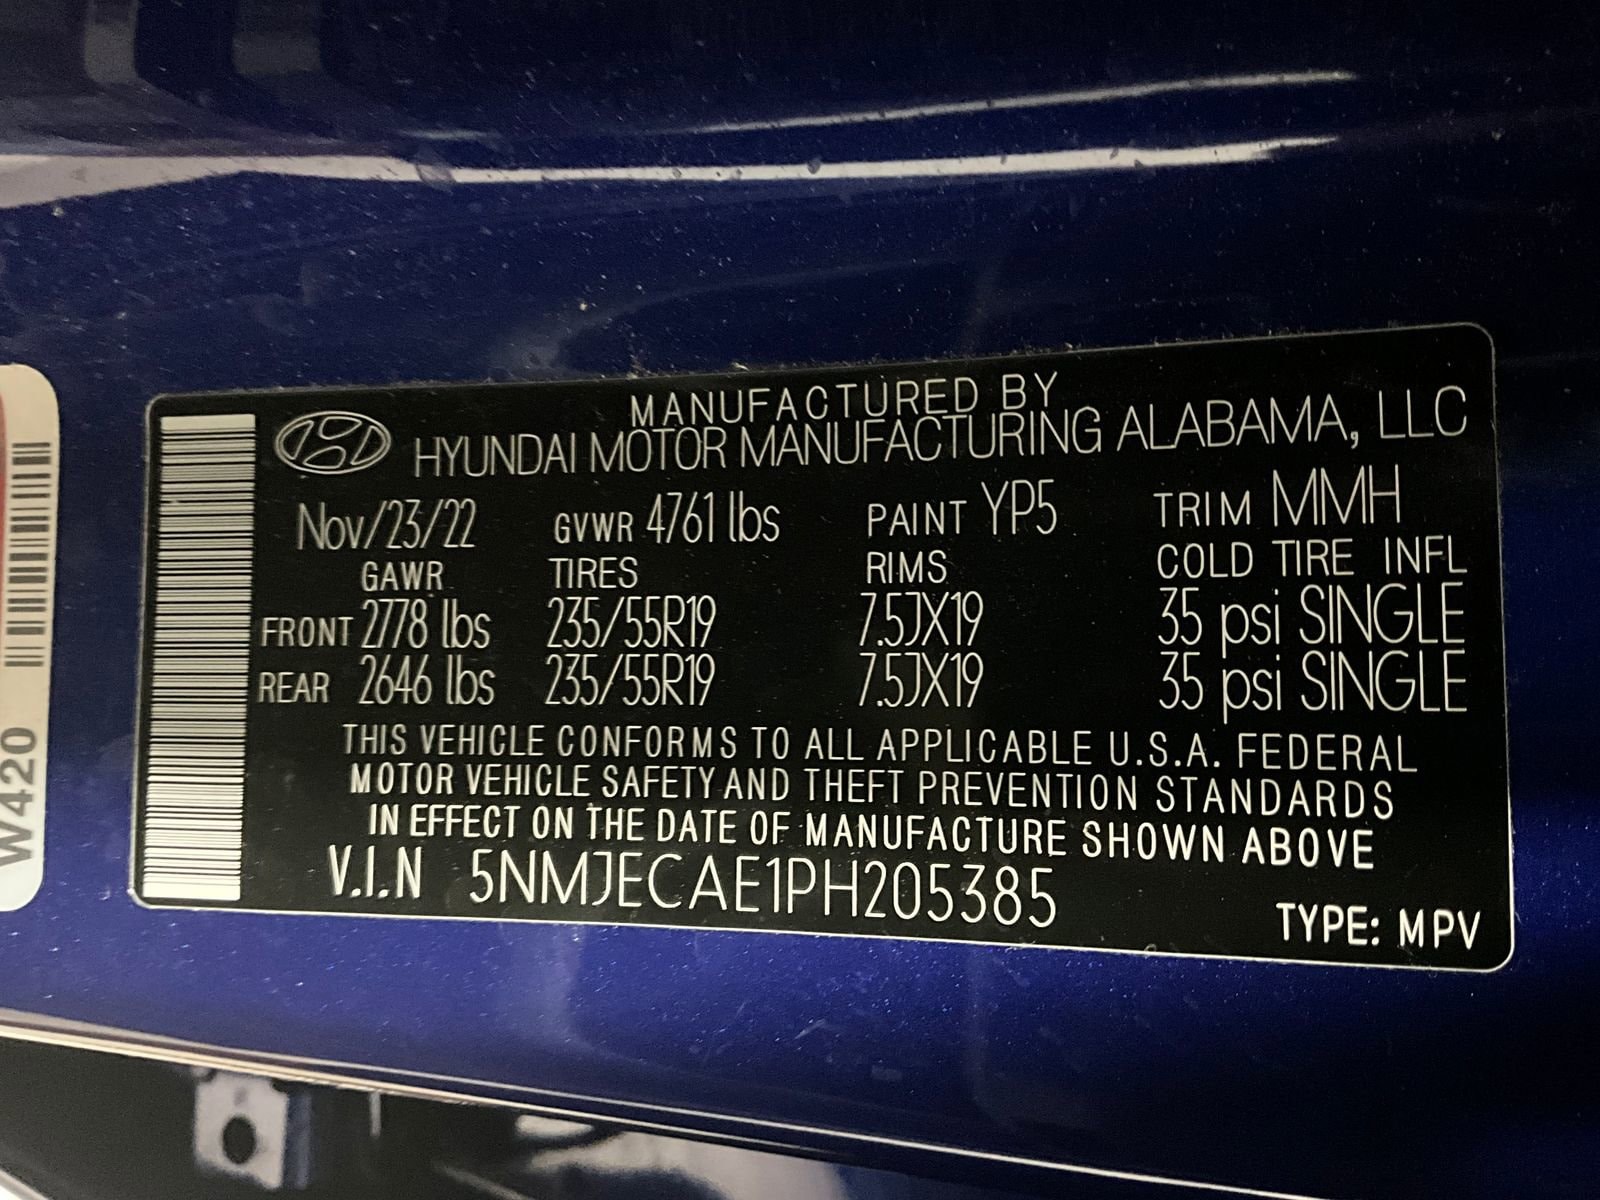 MANUFACTURED BY
HYUNDAI MOTOR MANUFACTURING ALABAMA, LLC
Nov/23/22 GVWR 4761 lbs PAINT YP5 TRIM MMH
GAWR TIRES RIMS COLD TIRE INFL
FRONT 2778 lbs 235/55R19 7.5JX19 35 psi SINGLE
REAR 2646 lbs 235/55R19 7.5JX19 35 psi SINGLE
THIS VEHICLE CONFORMS TO ALL APPLICABLE U.S.A. FEDERAL
MOTOR VEHICLE SAFETY AND THEFT PREVENTION STANDARDS
IN EFFECT ON THE DATE OF MANUFACTURE SHOWN ABOVE
V.I.N 5NMJECAE1PH205385
TYPE: MPV
W420